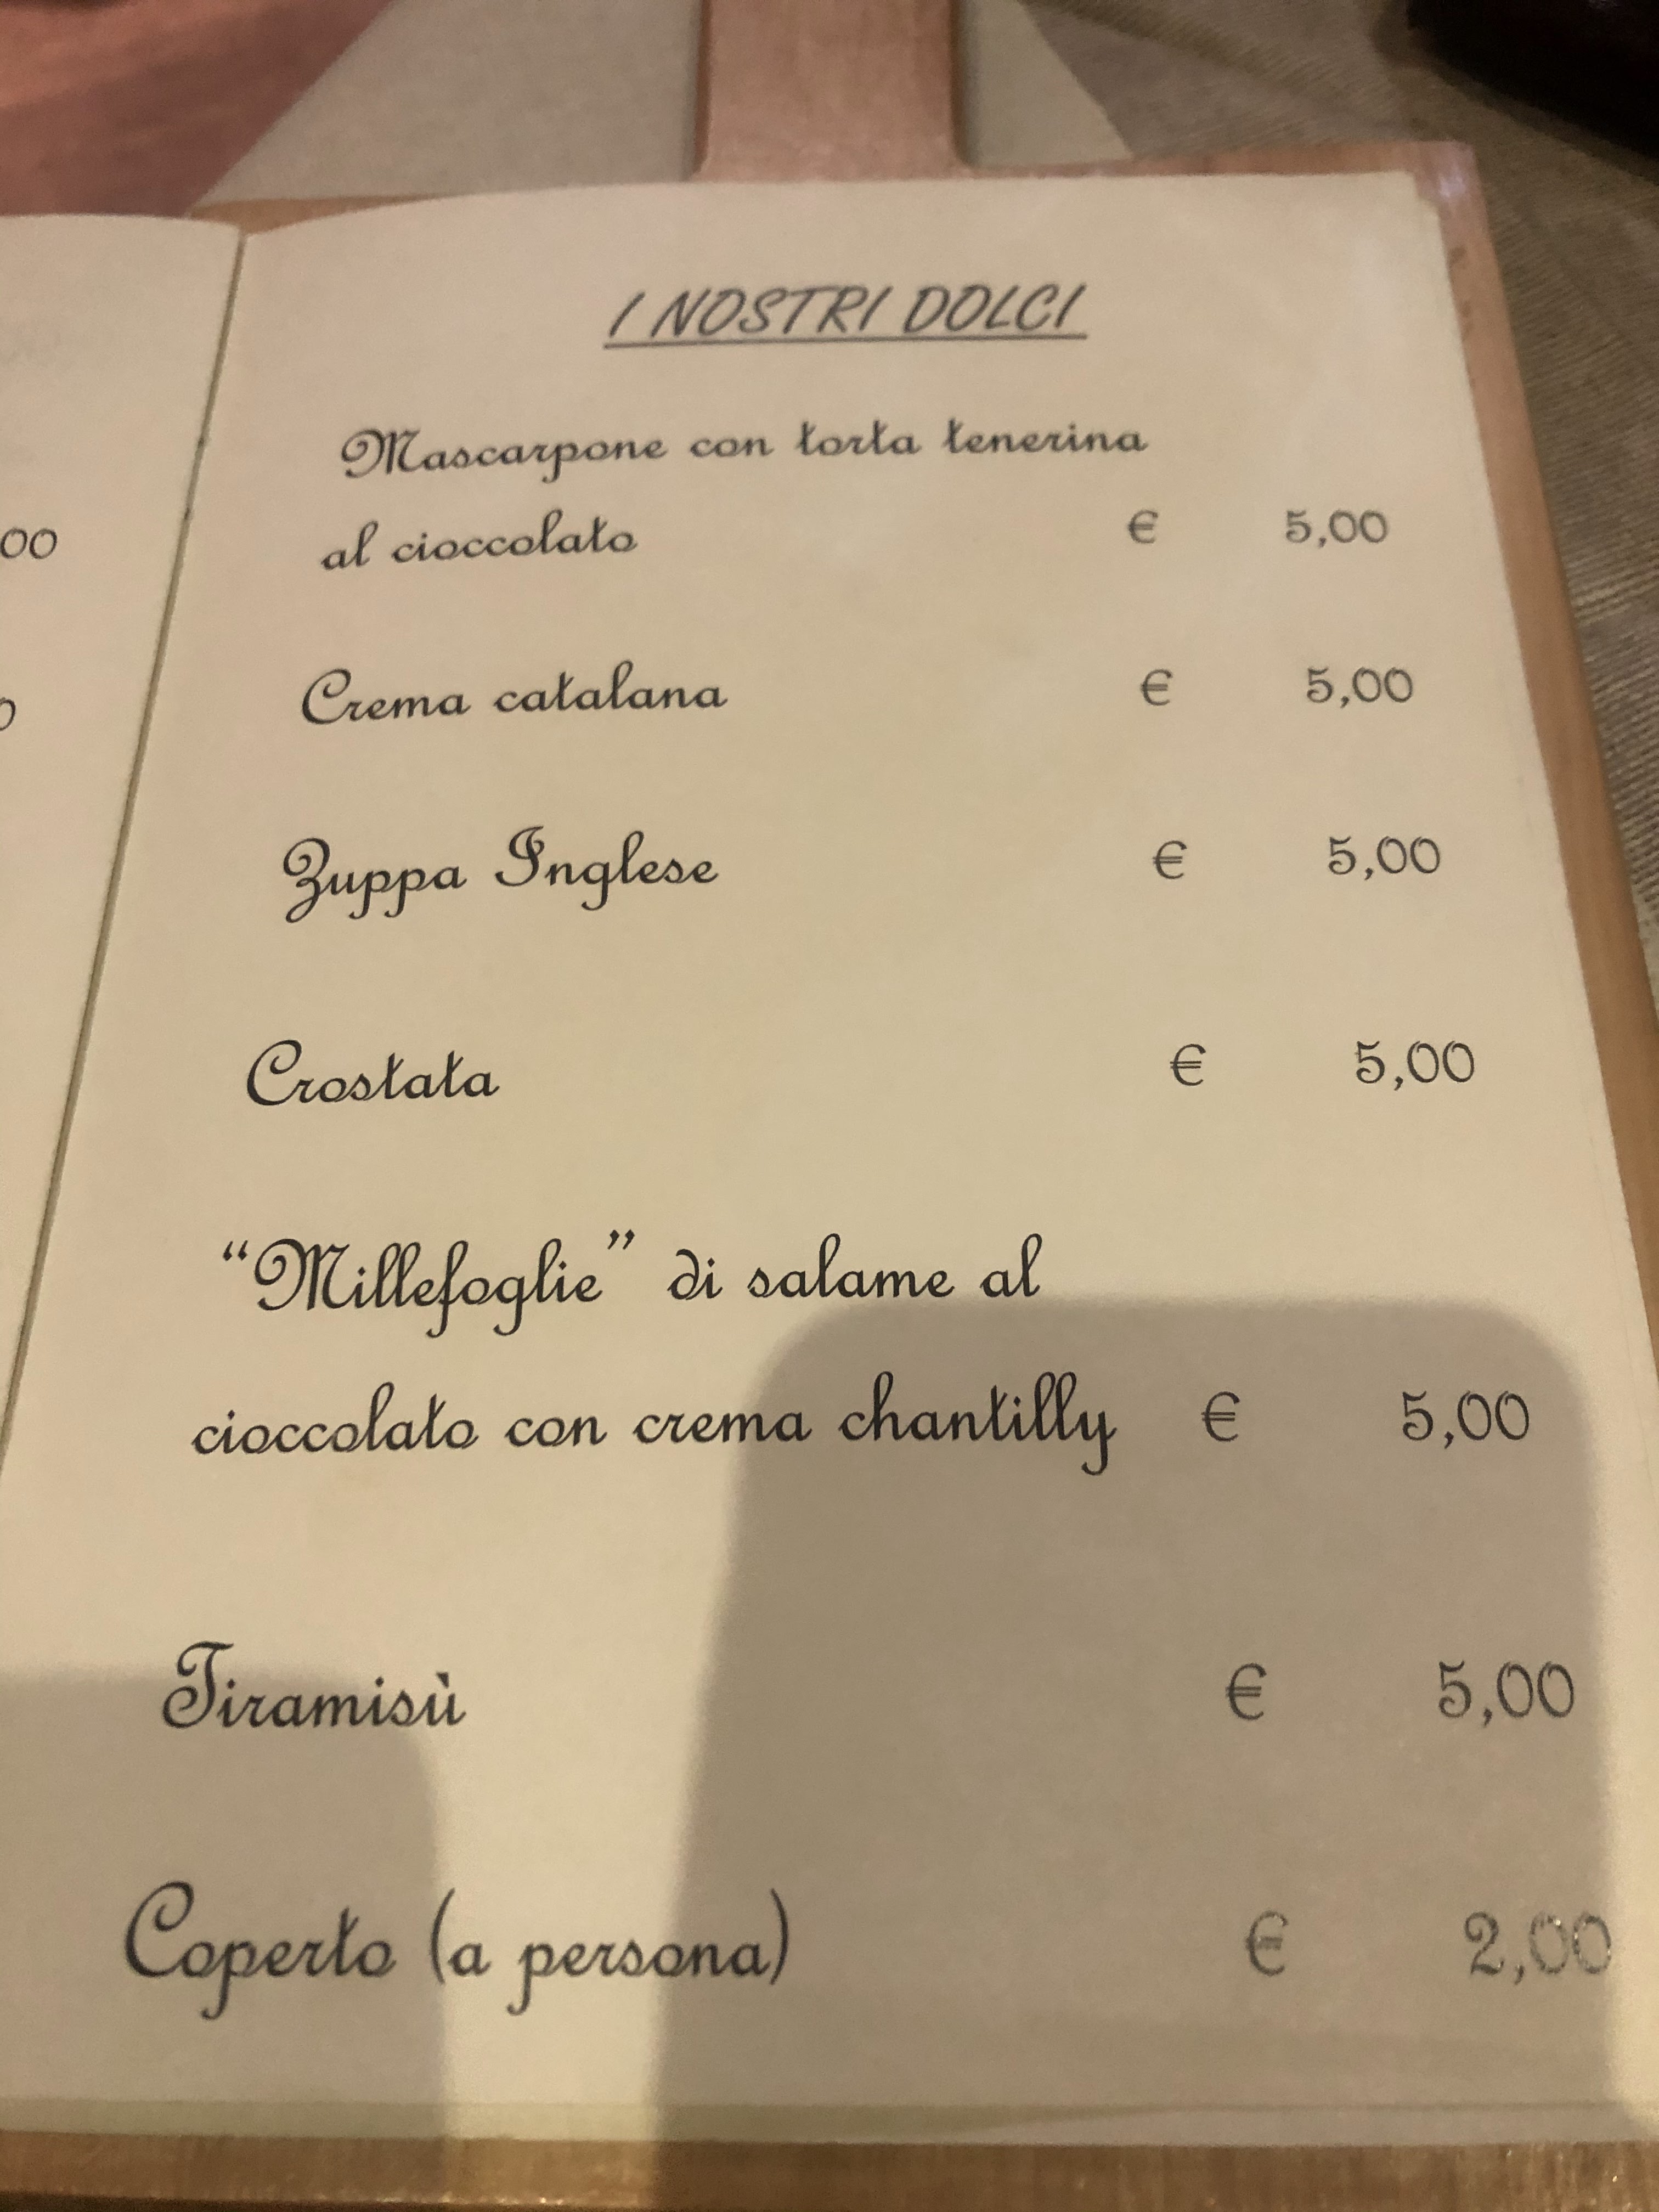 I NOSTRI DOLCI
Mascarpone con torta tenerina
al cioccolato € 5,00
Crema catalana € 5,00
Zuppa Inglese € 5,00
Crostata € 5,00
“Millefoglie” di salame al
cioccolato con crema chantilly € 5,00
Tiramisù € 5,00
Coperto (a persona) € 2,00